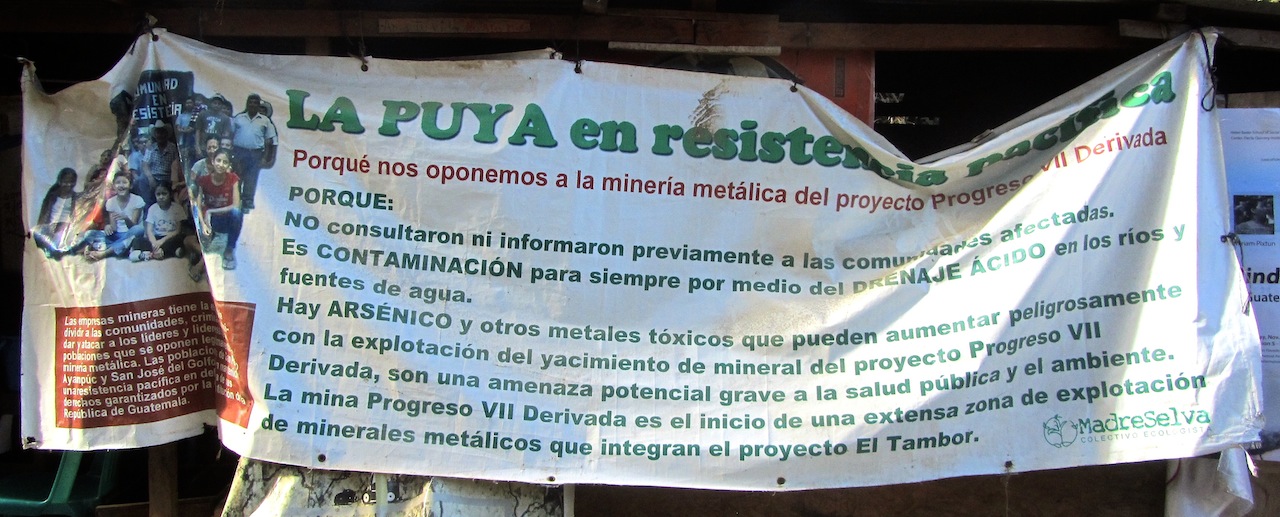 COMUNIDAD
EN
RESISTENCIA
LA PUYA en resistencia pacífica
Porqué nos oponemos a la minería metálica del proyecto Progreso VII Derivada
PORQUE:
NO consultaron ni informaron previamente a las comunidades afectadas.
Es CONTAMINACIÓN para siempre por medio del DRENAJE ÁCIDO en los ríos y
fuentes de agua.
Hay ARSÉNICO y otros metales tóxicos que pueden aumentar peligrosamente
con la explotación del yacimiento de mineral del proyecto Progreso VII
Derivada, son una amenaza potencial grave a la salud pública y el ambiente.
La mina Progreso VII Derivada es el inicio de una extensa zona de explotación
de minerales metálicos que integran el proyecto El Tambor.
Las empresas mineras tiene la
dividir a las comunidades,
dar y atacar a los líderes y
poblaciones que se oponen
minería metálica. Las
Ayampuc y San José del Golfo
una resistencia pacífica en
derechos garantizados por la
República de Guatemala.
MadreSelva
COLECTIVO ECOLOGISTA